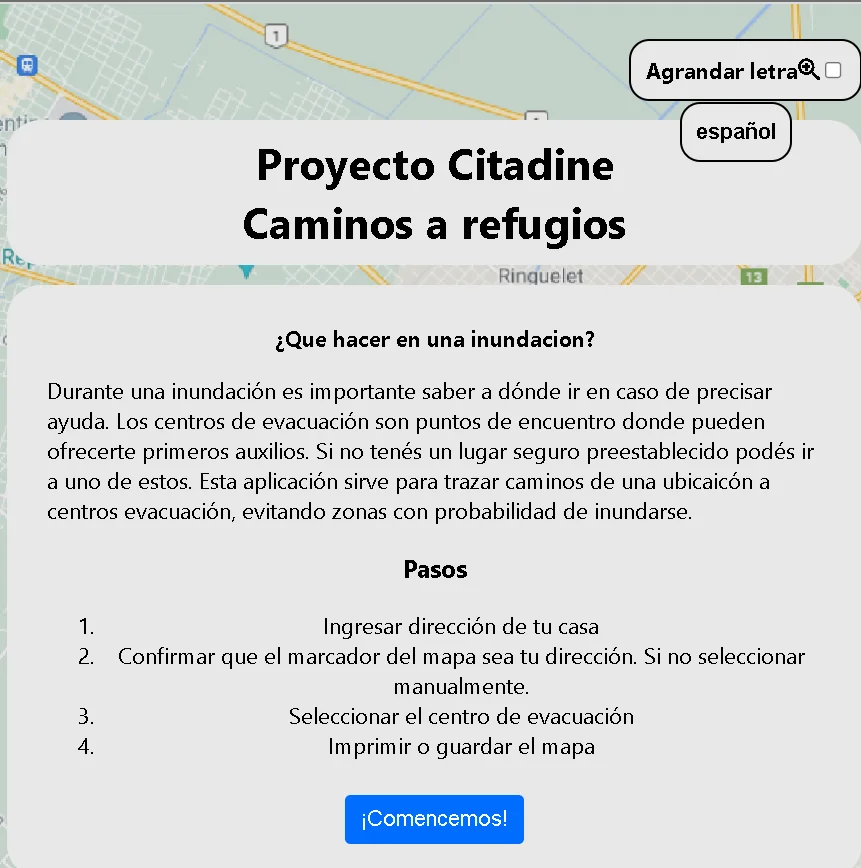 1
Agrandar letra
español
Proyecto Citadine
Caminos a refugios
Ringuelet
13
¿Que hacer en una inundacion?
Durante una inundación es importante saber a dónde ir en caso de precisar
ayuda. Los centros de evacuación son puntos de encuentro donde pueden
ofrecerte primeros auxilios. Si no tenés un lugar seguro preestablecido podés ir
a uno de estos. Esta aplicación sirve para trazar caminos de una ubicaicón a
centros evacuación, evitando zonas con probabilidad de inundarse.
Pasos
1. Ingresar dirección de tu casa
2. Confirmar que el marcador del mapa sea tu dirección. Si no seleccionar
manualmente.
3. Seleccionar el centro de evacuación
4. Imprimir o guardar el mapa
¡Comencemos!